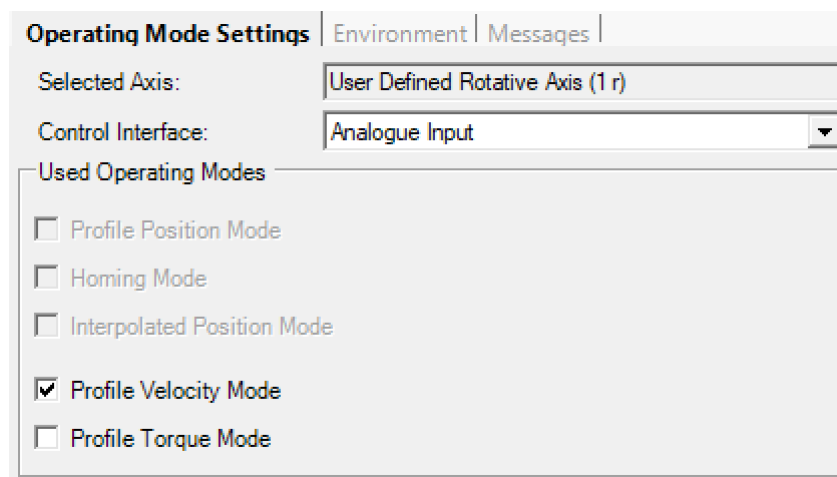 Operating Mode Settings Environment Messages
Selected Axis: User Defined Rotative Axis (1 r)
Control Interface: Analogue Input
Used Operating Modes
Profile Position Mode
Homing Mode
Interpolated Position Mode
Profile Velocity Mode
Profile Torque Mode